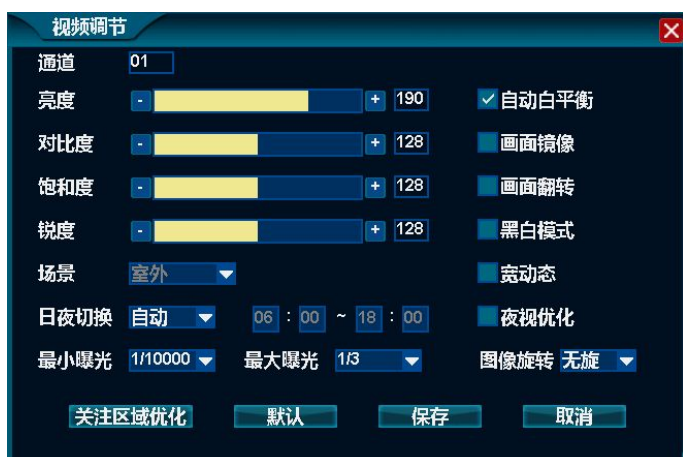 视频调节
通道 01
亮度 - + 190 自动白平衡
对比度 - + 128 画面镜像
饱和度 - + 128 画面翻转
锐度 - + 128 黑白模式
场景 室外 宽动态
日夜切换 自动 06 : 00 ~ 18 : 00 夜视优化
最小曝光 1/10000 最大曝光 1/3 图像旋转 无旋
关注区域优化 默认 保存 取消